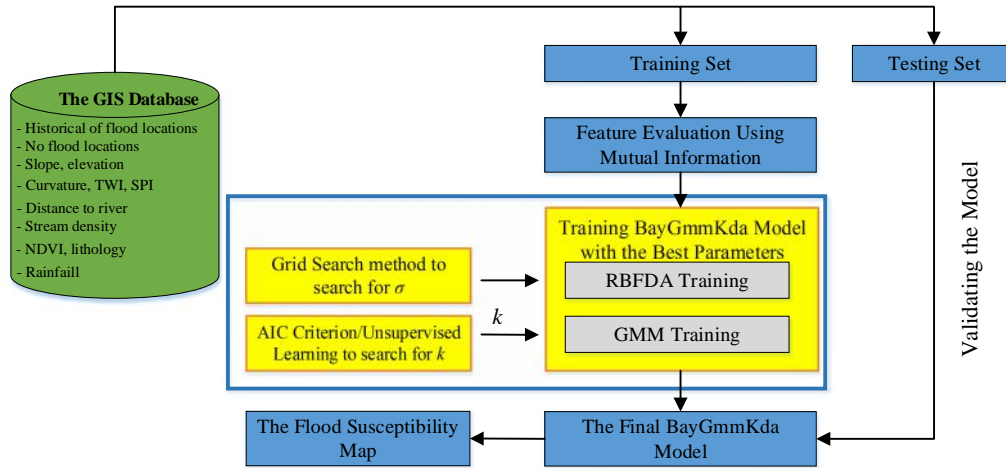 Training Set
Testing Set
The GIS Database
- Historical of flood locations
- No flood locations
- Slope, elevation
- Curvature, TWI, SPI
- Distance to river
- Stream density
- NDVI, lithology
- Rainfaill
Feature Evaluation Using
Mutual Information
Validating the Model
Training BayGmmKda Model
with the Best Parameters
Grid Search method to
search for σ
RBFDA Training
AIC Criterion/Unsupervised
Learning to search for k
k
GMM Training
The Flood Susceptibility
Map
The Final BayGmmKda
Model